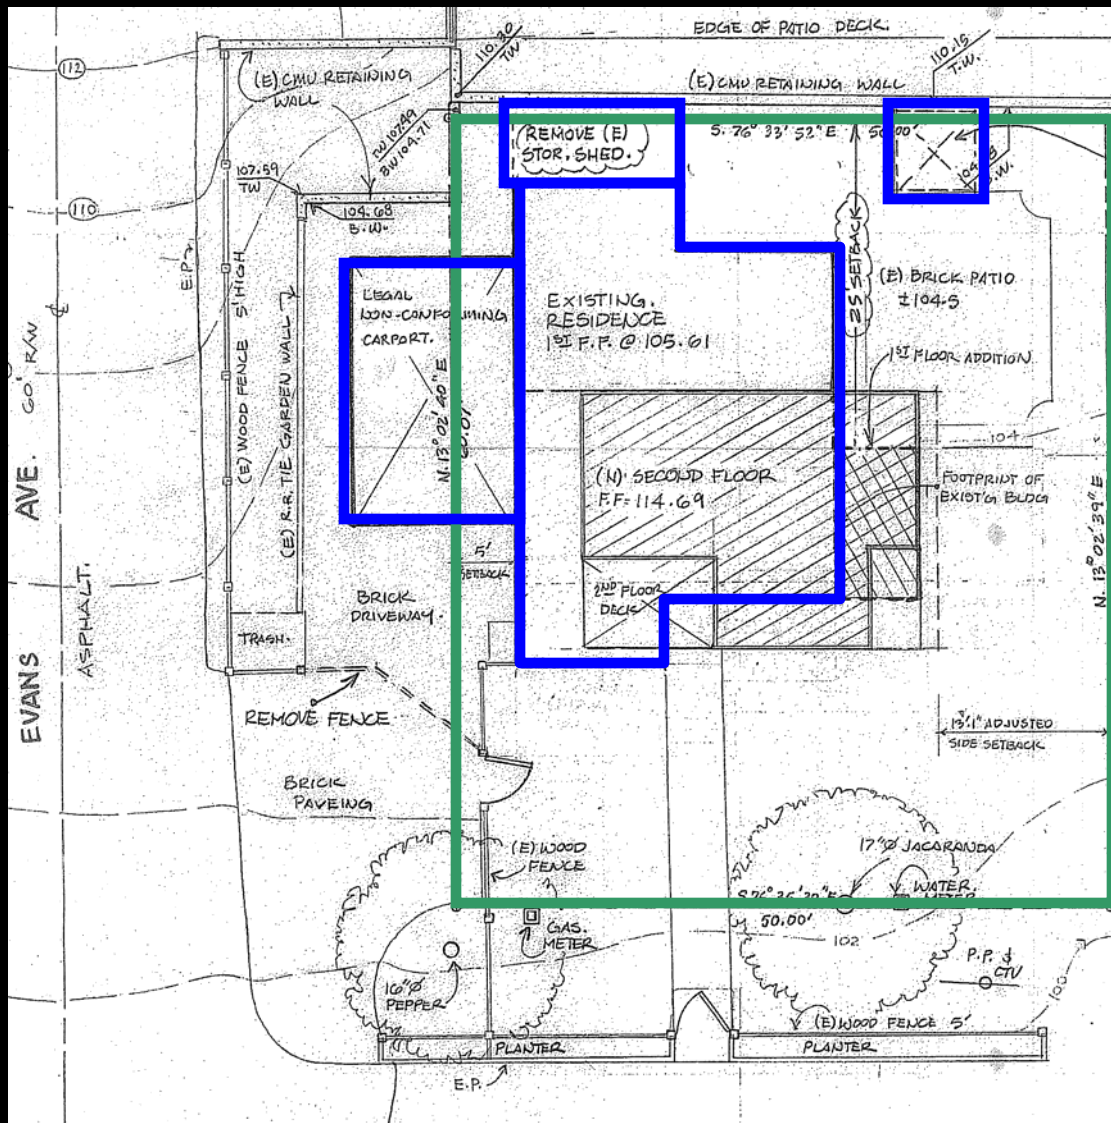 EDGE OF PATIO DECK
110.30
TW
110.15
T.W.
112
(E) CMU RETAINING
WALL
(E) CMU RETAINING WALL
TW 107.49
BW 104.71
REMOVE (E)
STOR. SHED.
S. 76° 33' 52" E
50.00'
107.59
TW
110
104.68
B.W.
E.P.
25' SETBACK
(E) BRICK PATIO
±104.5
LEGAL
NON-CONFORMING
CARPORT.
EXISTING.
RESIDENCE
1ST F.F. @ 105.61
1ST FLOOR ADDITION
60' R/W
(E) WOOD FENCE 5' HIGH
(E) R.R. TIE GARDEN WALL
N. 13° 02' 40" E
104
(N) SECOND FLOOR
F.F.= 114.69
FOOTPRINT OF
EXIST'G BLDG
N. 13° 02' 39" E
EVANS AVE.
ASPHALT.
5'
SETBACK
2ND FLOOR
DECK
BRICK
DRIVEWAY.
TRASH.
REMOVE FENCE
13'1" ADJUSTED
SIDE SETBACK
BRICK
PAVEING
(E) WOOD
FENCE
17"Ø JACARANDA
WATER
METER
50.00'
GAS.
METER
102
P.P. &
CTV
100
16"Ø
PEPPER
(E) WOOD FENCE 5'
PLANTER
PLANTER
E.P.